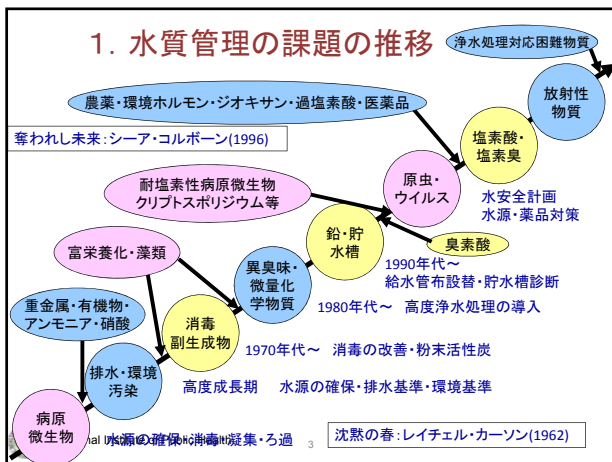 1．水質管理の課題の推移
浄水処理対応困難物質
農薬・環境ホルモン・ジオキサン・過塩素酸・医薬品
放射性
物質
奪われし未来：シーア・コルボーン(1996)
塩素酸・
塩素臭
耐塩素性病原微生物
クリプトスポリジウム等
原虫・
ウイルス
水安全計画
水源・薬品対策
鉛・貯
水槽
臭素酸
富栄養化・藻類
1990年代～
給水管布設替・貯水槽診断
異臭味・
微量化
学物質
1980年代～　高度浄水処理の導入
重金属・有機物・
アンモニア・硝酸
消毒
副生成物
1970年代～　消毒の改善・粉末活性炭
排水・環境
汚染
高度成長期　水源の確保・排水基準・環境基準
病原
微生物
水源の確保・消毒・凝集・ろ過
nal Institute of Public Health
3
沈黙の春：レイチェル・カーソン(1962)